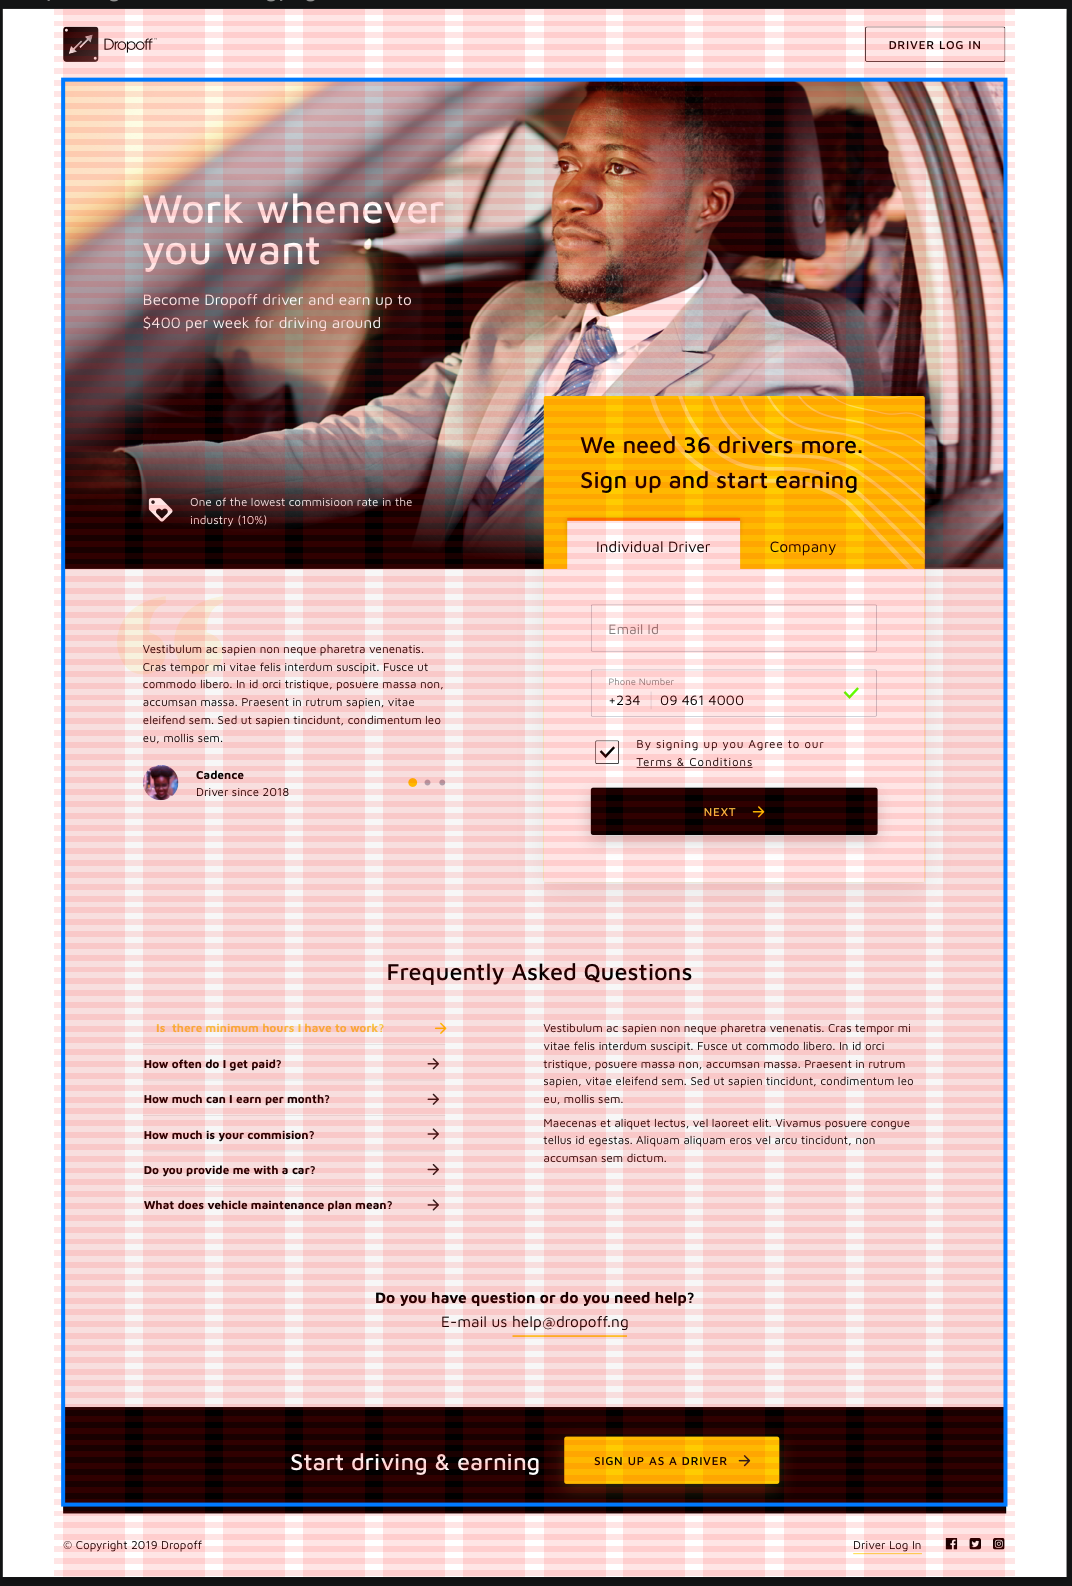 Dropoff
DRIVER LOG IN
Work whenever
you want
Become Dropoff driver and earn up to
$400 per week for driving around
We need 36 drivers more.
Sign up and start earning
One of the lowest commisioon rate in the
industry (10%)
Individual Driver
Company
“
Vestibulum ac sapien non neque pharetra venenatis.
Cras tempor mi vitae felis interdum suscipit. Fusce ut
commodo libero. In id orci tristique, posuere massa non,
accumsan massa. Praesent in rutrum sapien, vitae
eleifend sem. Sed ut sapien tincidunt, condimentum leo
eu, mollis sem.
Cadence
Driver since 2018
Email Id
Phone Number
+234 09 461 4000
By signing up you Agree to our
Terms & Conditions
NEXT
Frequently Asked Questions
Is there minimum hours I have to work?
How often do I get paid?
How much can I earn per month?
How much is your commision?
Do you provide me with a car?
What does vehicle maintenance plan mean?
Vestibulum ac sapien non neque pharetra venenatis. Cras tempor mi
vitae felis interdum suscipit. Fusce ut commodo libero. In id orci
tristique, posuere massa non, accumsan massa. Praesent in rutrum
sapien, vitae eleifend sem. Sed ut sapien tincidunt, condimentum leo
eu, mollis sem.
Maecenas et aliquet lectus, vel laoreet elit. Vivamus posuere congue
tellus id egestas. Aliquam aliquam eros vel arcu tincidunt, non
accumsan sem dictum.
Do you have question or do you need help?
E-mail us help@dropoff.ng
Start driving & earning
SIGN UP AS A DRIVER
© Copyright 2019 Dropoff
Driver Log In